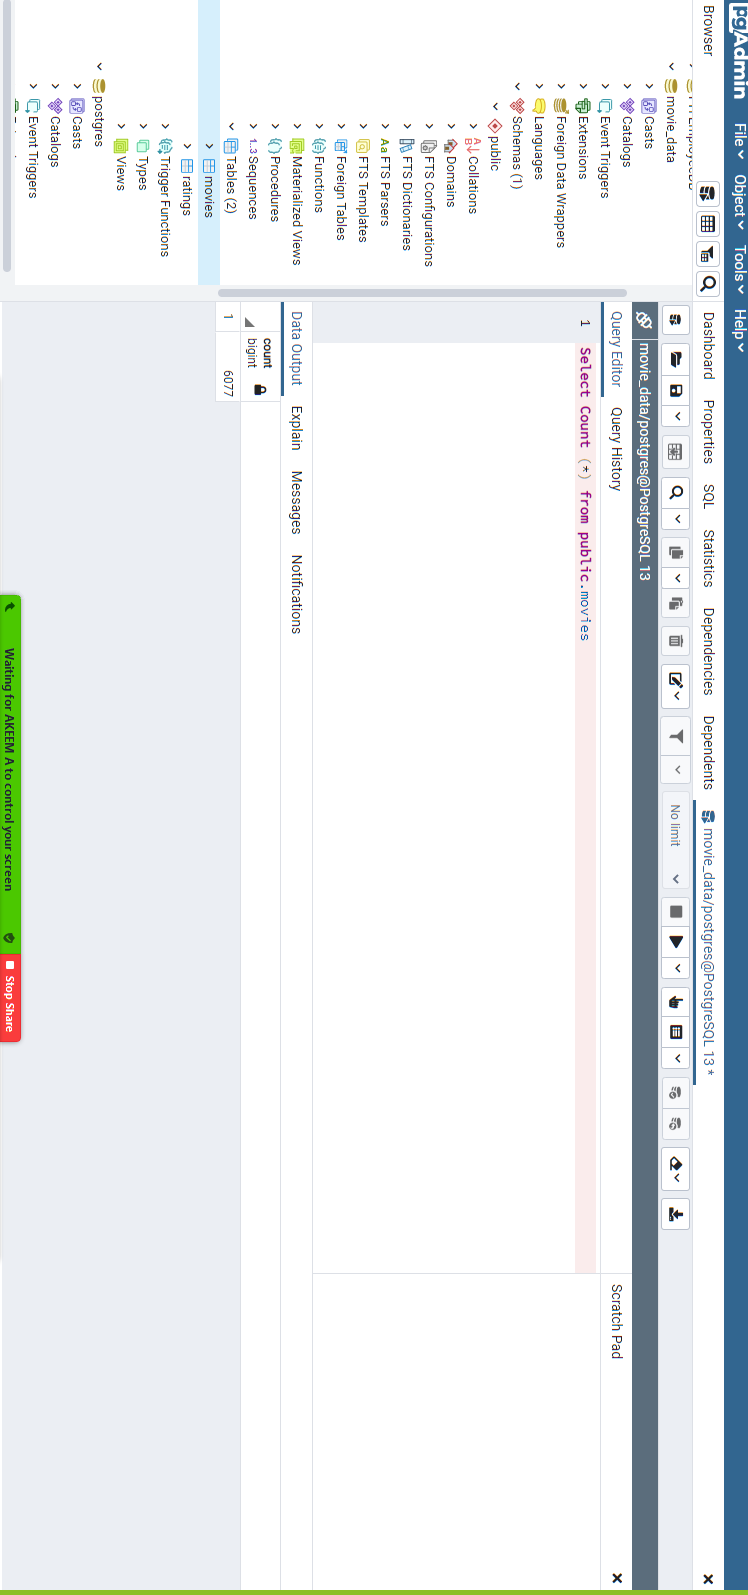 pgAdmin File Object Tools Help
Browser
Dashboard Properties SQL Statistics Dependencies Dependents movie_data/postgres@PostgreSQL 13 *
No limit
movie_data/postgres@PostgreSQL 13
Query Editor Query History
Scratch Pad
1 Select Count (*) from public.movies
Data Output Explain Messages Notifications
count
bigint
1 6077
movie_data
Casts
Catalogs
Event Triggers
Extensions
Foreign Data Wrappers
Languages
Schemas (1)
public
Collations
Domains
FTS Configurations
FTS Dictionaries
FTS Parsers
FTS Templates
Foreign Tables
Functions
Materialized Views
Procedures
1..3 Sequences
Tables (2)
movies
ratings
Trigger Functions
Types
Views
postgres
Casts
Catalogs
Event Triggers
Waiting for AKEEM A to control your screen
Stop Share